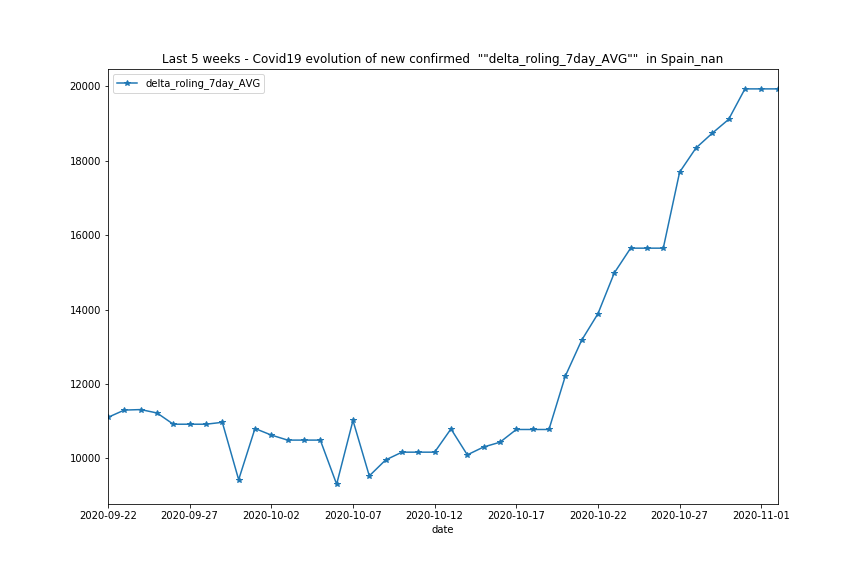 Last 5 weeks - Covid19 evolution of new confirmed  ""delta_roling_7day_AVG""  in Spain_nan
delta_roling_7day_AVG
20000
18000
16000
14000
12000
10000
2020-09-22 2020-09-27 2020-10-02 2020-10-07 2020-10-12 2020-10-17 2020-10-22 2020-10-27 2020-11-01
date